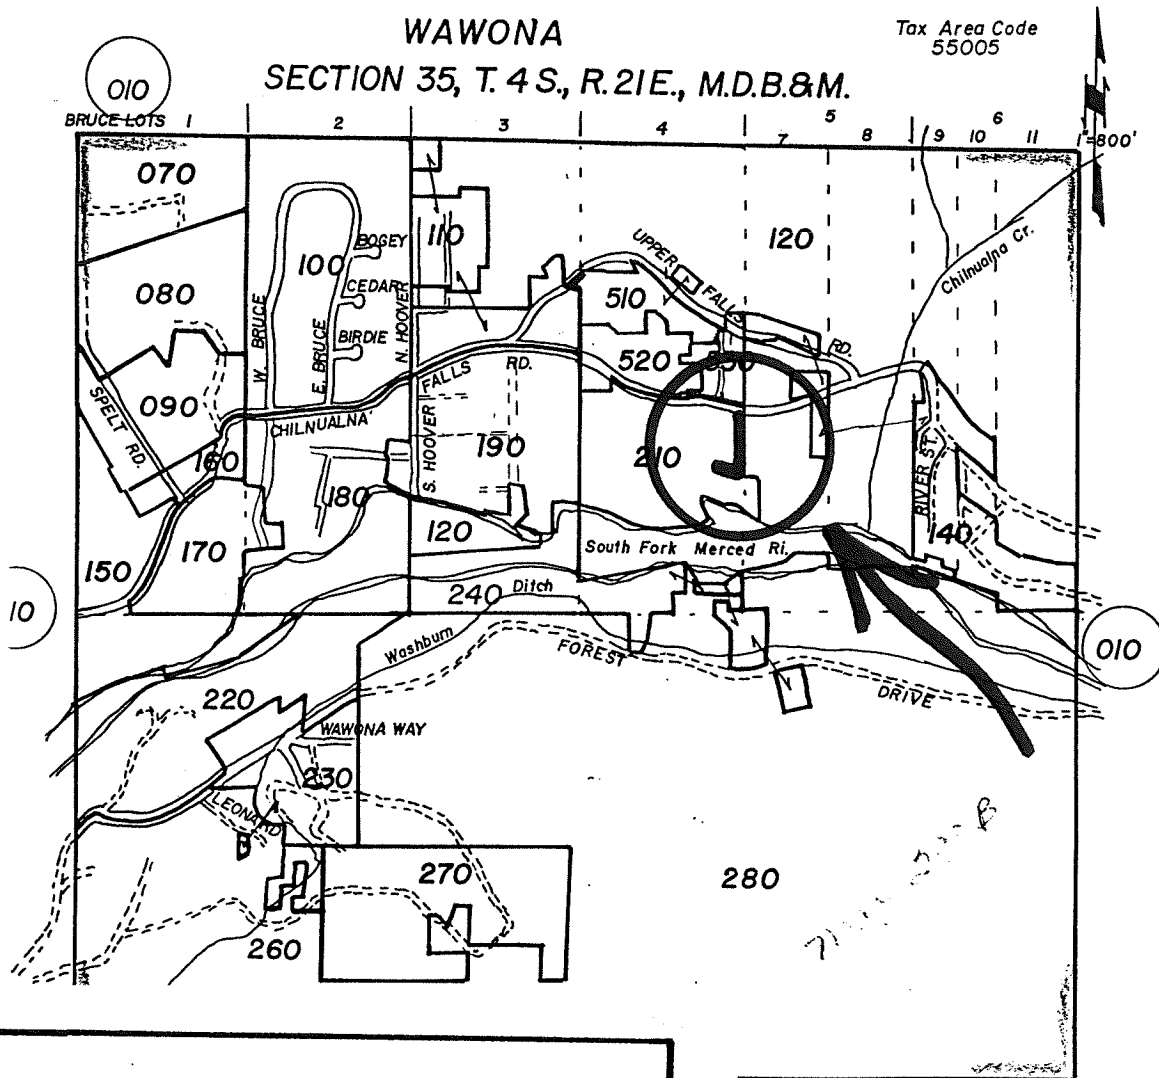 WAWONA
Tax Area Code
55005
SECTION 35, T. 4 S., R. 21 E., M.D.B.&M.
010
BRUCE LOTS 1 2 3 4 5 6
7 8 9 10 11 1"=800'
070
120
110
UPPER FALLS RD.
BOGEY
100
Chilnualna Cr.
080
CEDAR
510
W. BRUCE
E. BRUCE
N. HOOVER
BIRDIE
520
SPELT RD.
090
FALLS RD.
CHILNUALNA
160
S. HOOVER
190
210
RIVER ST.
180
120
140
South Fork Merced Ri.
150
170
240
Ditch
10
010
Washburn
FOREST
DRIVE
220
WAWONA WAY
230
LEONARD
270
280
260